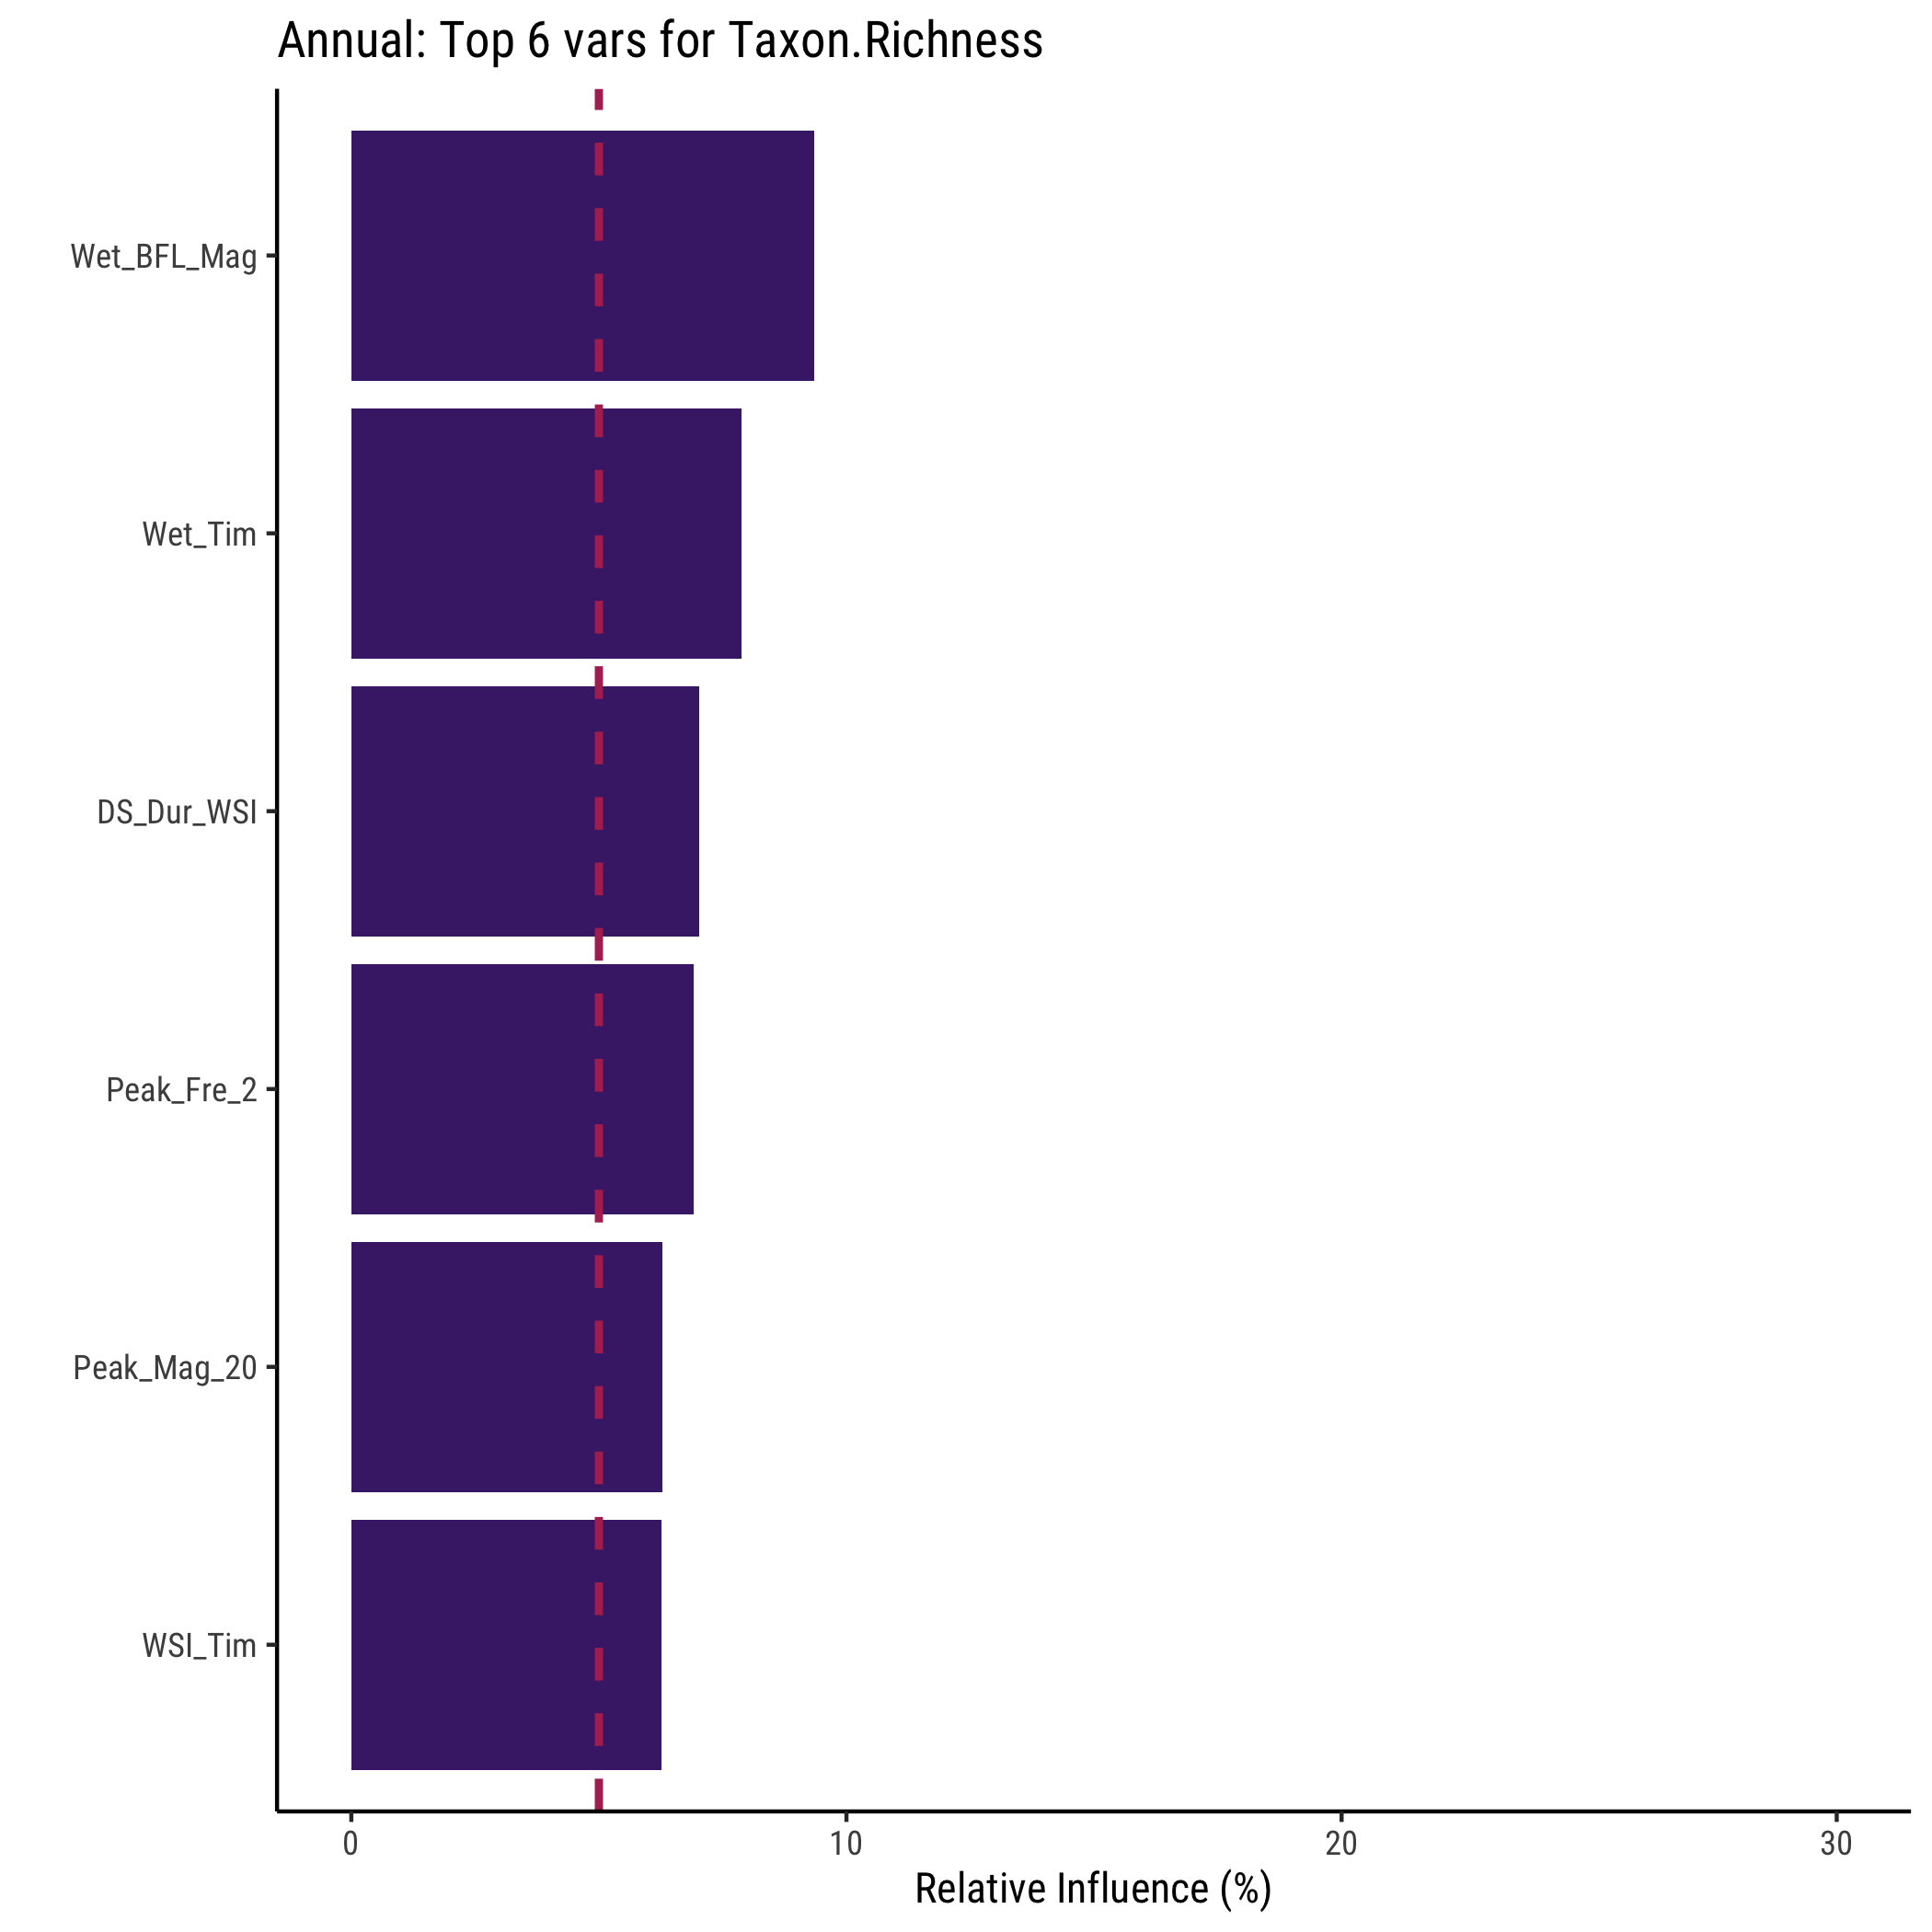 Annual: Top 6 vars for Taxon.Richness
Wet_BFL_Mag
Wet_Tim
DS_Dur_WSI
Peak_Fre_2
Peak_Mag_20
WSI_Tim
0 10 20 30
Relative Influence (%)